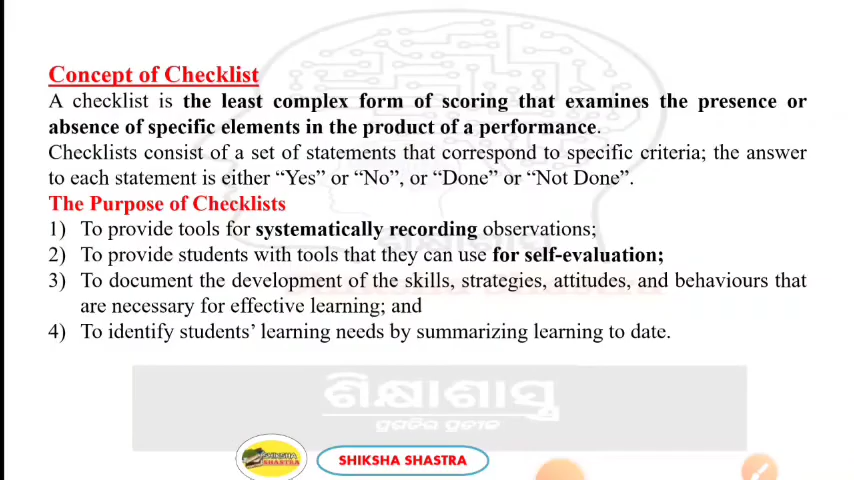 Concept of Checklist
A checklist is the least complex form of scoring that examines the presence or
absence of specific elements in the product of a performance.
Checklists consist of a set of statements that correspond to specific criteria; the answer
to each statement is either “Yes” or “No”, or “Done” or “Not Done”.
The Purpose of Checklists
1) To provide tools for systematically recording observations;
2) To provide students with tools that they can use for self-evaluation;
3) To document the development of the skills, strategies, attitudes, and behaviours that
are necessary for effective learning; and
4) To identify students’ learning needs by summarizing learning to date.
ଶିକ୍ଷାଶାସ୍ତ୍ର
ପ୍ରଗତିର ପ୍ରତୀକ
SHIKSHA
SHASTRA
SHIKSHA SHASTRA